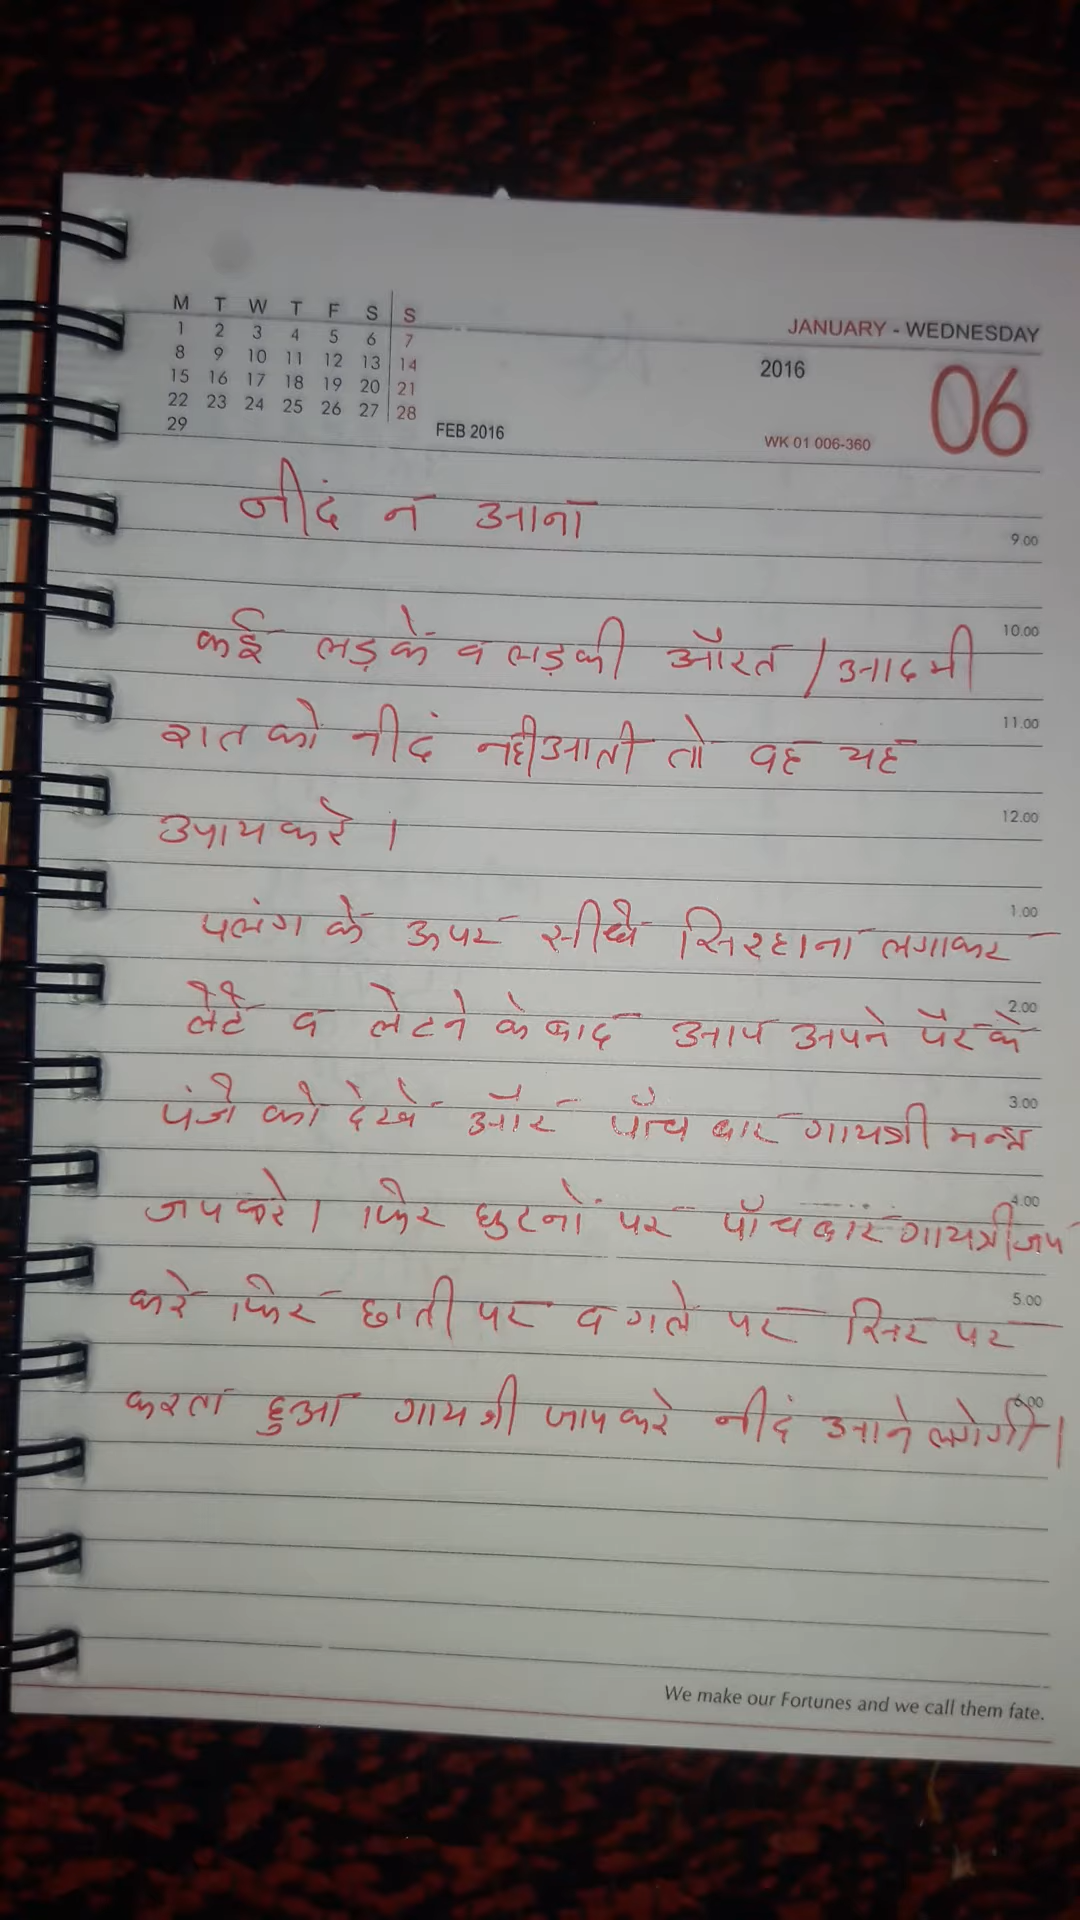 M T W T F S S
1 2 3 4 5 6 7
8 9 10 11 12 13 14
15 16 17 18 19 20 21
22 23 24 25 26 27 28
29
FEB 2016
JANUARY - WEDNESDAY
2016
06
WK 01 006-360
नीदं न आना
9.00
10.00
कई लड़के व लड़की औरत / आदमी
11.00
रात को नीदं नही आती तो वह यह
12.00
उपाय करे ।
1.00
पलंग के ऊपर सीधे सिरहाना लगाकर
2.00
लेटे व लेटने के बाद आप अपने पैर के
3.00
पंजे को देखे और पाँच बार गायत्री मन्त्र
4.00
जप करे । फिर घुटनों पर पाँच बार गायत्री जप
5.00
करे फिर छाती पर व गले पर सिर पर
6.00
करता हुआ गायत्री जाप करे नीदं आने लगेगी ।
We make our Fortunes and we call them fate.